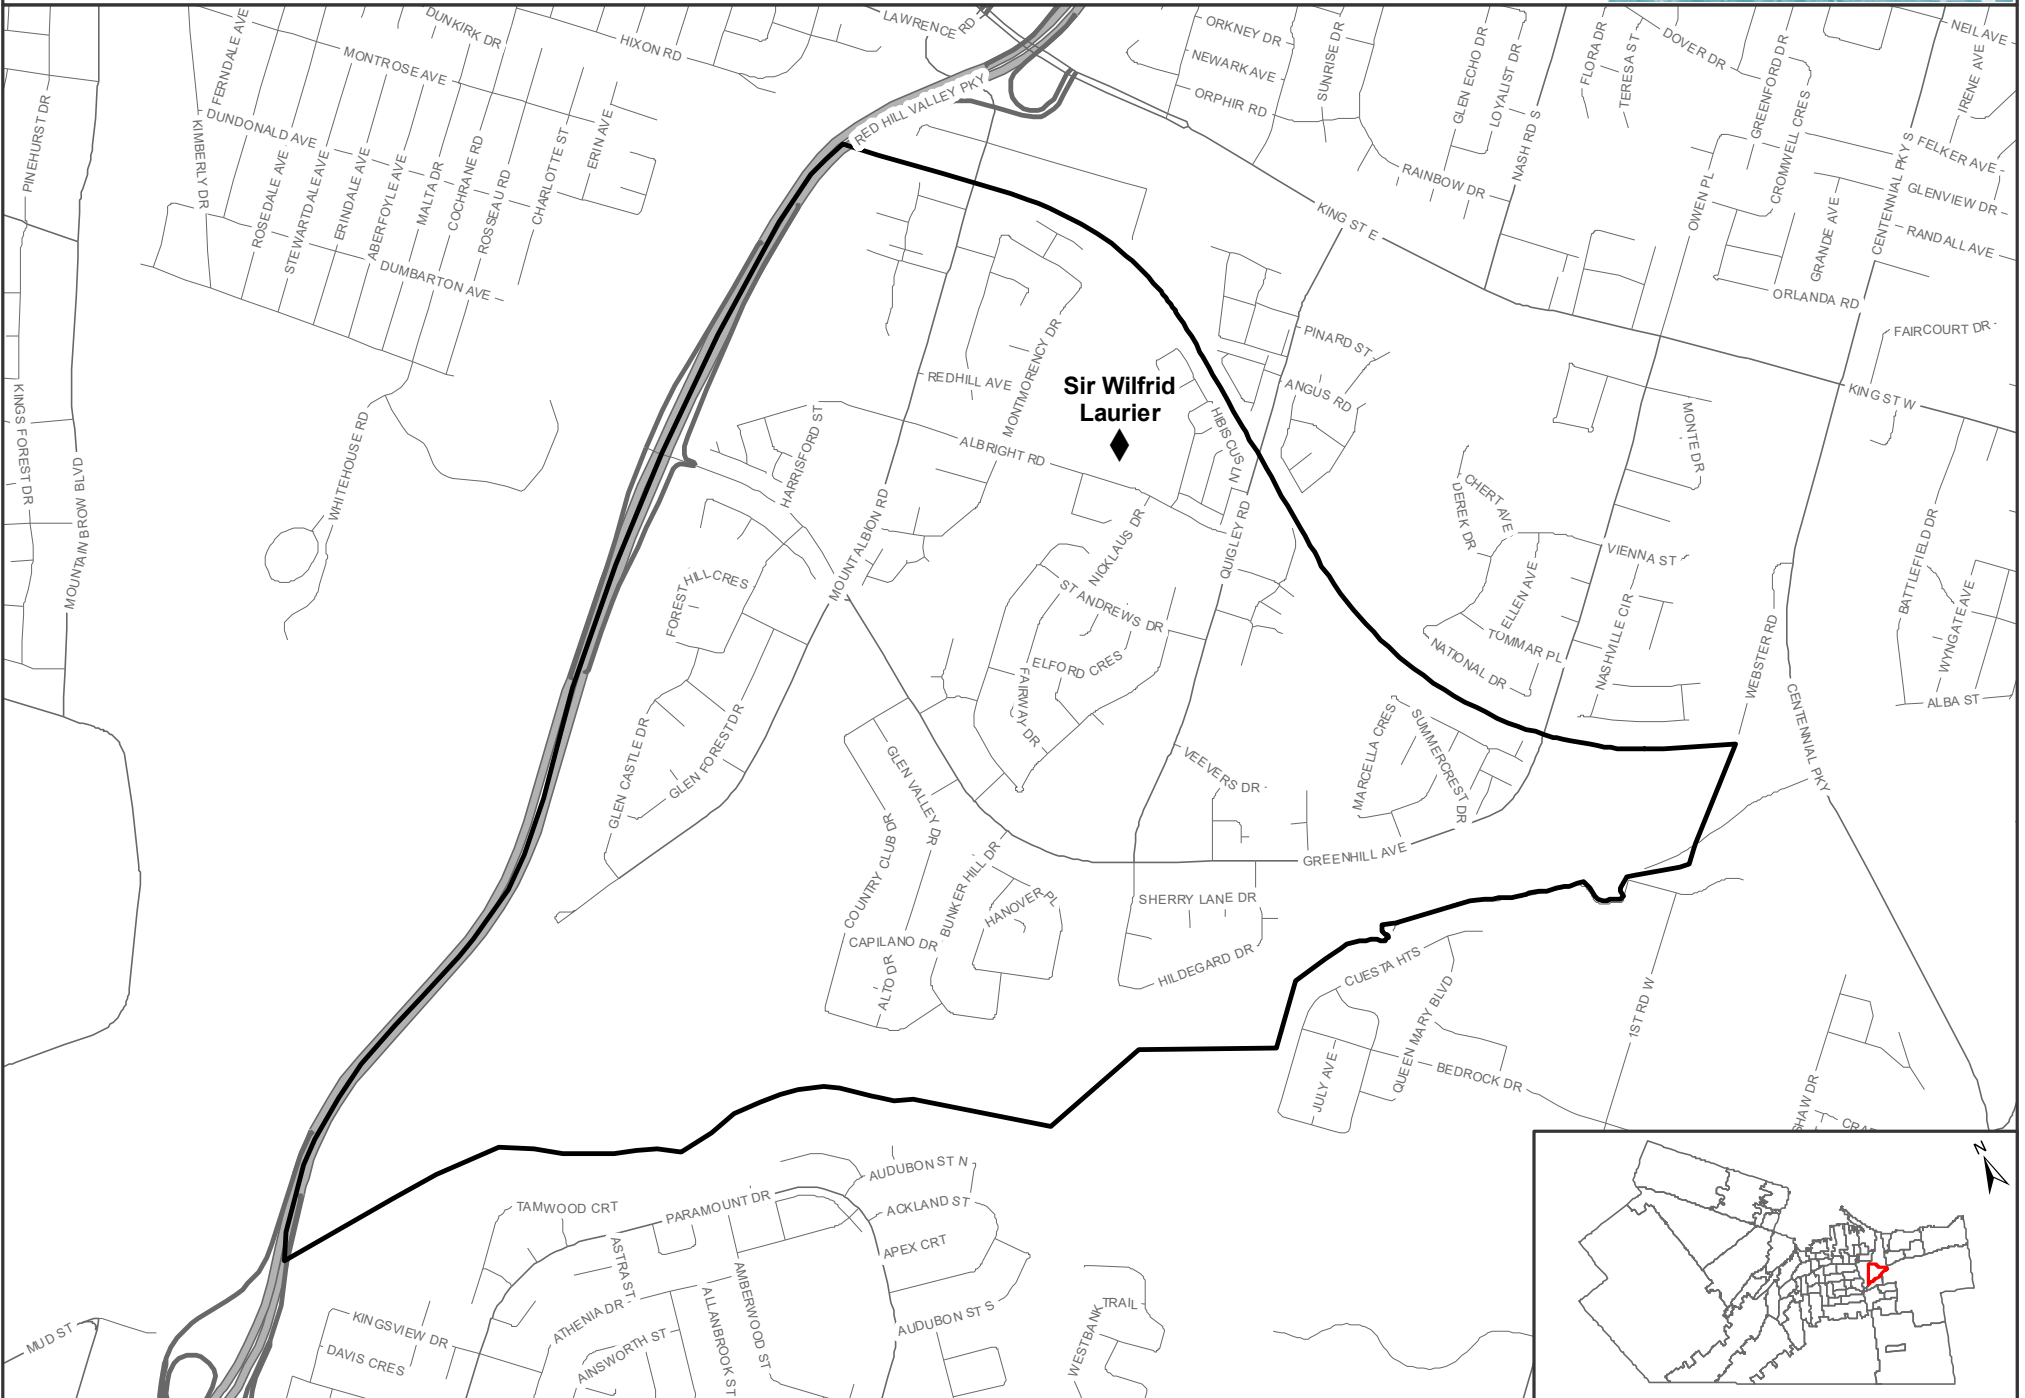 DUNKIRK DR
LAWRENCE RD
ORKNEY DR
DOVER DR
NEIL AVE
FERNDALE AVE
MONTROSE AVE
HIXON RD
NEWARK AVE
SUNRISE DR
GLEN ECHO DR
LOYALIST DR
FLORA DR
TERESA ST
GREENFORD DR
IRENE AVE
PINEHURST DR
KIMBERLY DR
DUNDONALD AVE
ERIN AVE
RED HILL VALLEY PKY
ORPHIR RD
NASH RD S
CROMWELL CRES
CENTENNIAL PKY S
FELKER AVE
ROSEDALE AVE
STEWARTDALE AVE
ERINDALE AVE
ABERFOYLE AVE
MALTA DR
COCHRANE RD
ROSSEAU RD
CHARLOTTE ST
RAINBOW DR
OWEN PL
GRANDE AVE
GLENVIEW DR
RANDALL AVE
KING ST E
DUMBARTON AVE
ORLANDA RD
FAIRCOURT DR
PINARD ST
MONTMORENCY DR
REDHILL AVE
Sir Wilfrid
Laurier
ANGUS RD
KING ST W
KINGS FOREST DR
MOUNTAIN BROW BLVD
WHITEHOUSE RD
HARRISFORD ST
ALBRIGHT RD
HIBISCUS LN
MONTE DR
CHERT AVE
DEREK DR
MOUNT ALBION RD
NICKLAUS DR
QUIGLEY RD
VIENNA ST
BATTLEFIELD DR
FOREST HILL CRES
ST ANDREWS DR
ELLEN AVE
TOMMAR PL
NATIONAL DR
NASHVILLE CIR
WEBSTER RD
WYNGATE AVE
ELFORD CRES
FAIRWAY DR
CENTENNIAL PKY
ALBA ST
GLEN CASTLE DR
GLEN FOREST DR
GLEN VALLEY DR
VEEVERS DR
MARCELLA CRES
SUMMERCREST DR
COUNTRY CLUB DR
BUNKER HILL DR
GREENHILL AVE
HANOVER PL
SHERRY LANE DR
CAPILANO DR
ALTO DR
HILDEGARD DR
CUESTA HTS
QUEEN MARY BLVD
1ST RD W
JULY AVE
BEDROCK DR
SHAW DR
AUDUBON ST N
TAMWOOD CRT
PARAMOUNT DR
ACKLAND ST
APEX CRT
ASTRA ST
AMBERWOOD ST
ALLANBROOK ST
ATHENIA DR
AUDUBON ST S
WESTBANK TRAIL
MUD ST
KINGSVIEW DR
DAVIS CRES
AINSWORTH ST
N